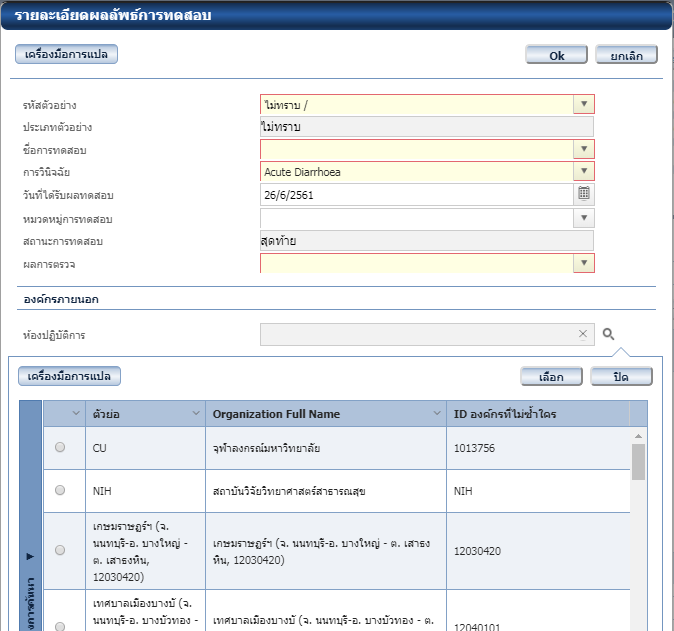 รายละเอียดผลลัพธ์การทดสอบ
เครื่องมือการแปล
Ok
ยกเลิก
รหัสตัวอย่าง
ไม่ทราบ /
ประเภทตัวอย่าง
ไม่ทราบ
ชื่อการทดสอบ
การวินิจฉัย
Acute Diarrhoea
วันที่ได้รับผลทดสอบ
26/6/2561
หมวดหมู่การทดสอบ
สถานะการทดสอบ
สุดท้าย
ผลการตรวจ
องค์กรภายนอก
ห้องปฏิบัติการ
เครื่องมือการแปล
เลือก
ปิด
ตัวย่อ
Organization Full Name
ID องค์กรที่ไม่ซ้ำใคร
CU
จุฬาลงกรณ์มหาวิทยาลัย
1013756
NIH
สถาบันวิจัยวิทยาศาสตร์สาธารณสุข
NIH
เกษมราษฎร์ฯ (จ.
นนทบุรี-อ. บางใหญ่ -
ต. เสาธงหิน,
12030420)
เกษมราษฎร์ฯ (จ. นนทบุรี-อ. บางใหญ่ - ต. เสาธง
หิน, 12030420)
12030420
เทศบาลเมืองบางบั (จ.
นนทบุรี-อ. บางบัวทอง -
เทศบาลเมืองบางบั (จ. นนทบุรี-อ. บางบัวทอง - ต.
12040101